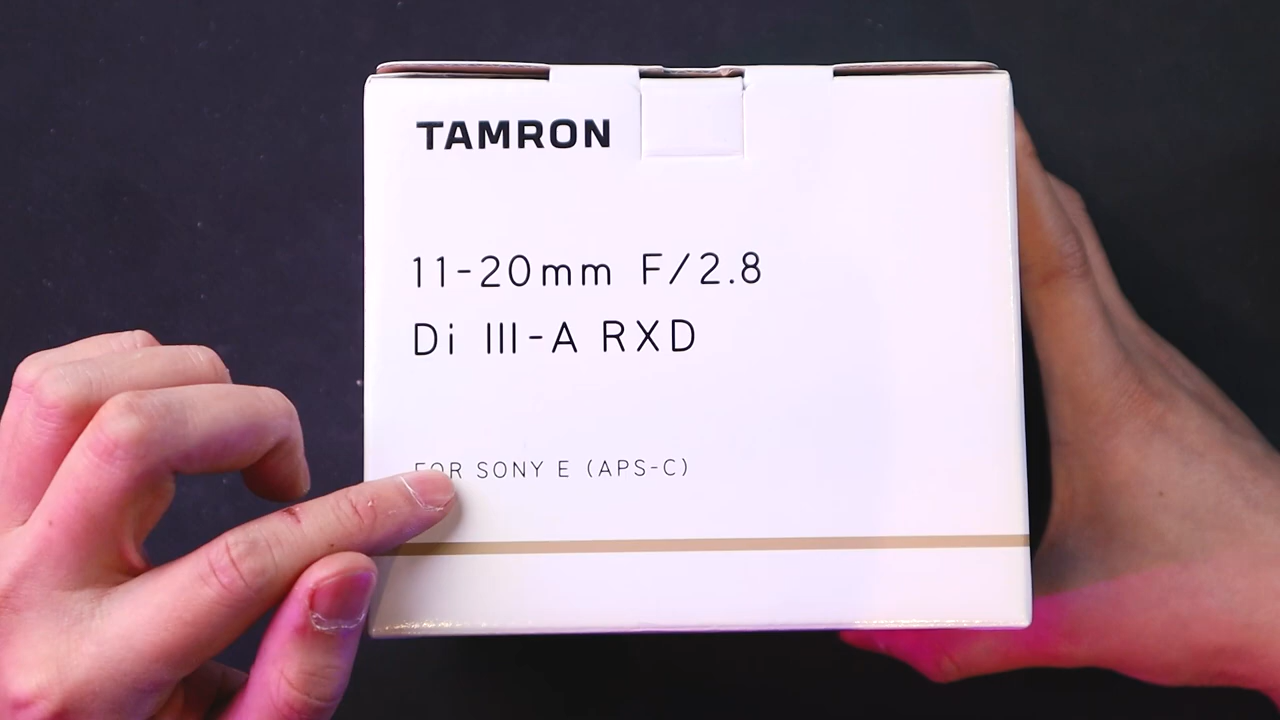 TAMRON
11-20mm F/2.8
Di III-A RXD
FOR SONY E (APS-C)